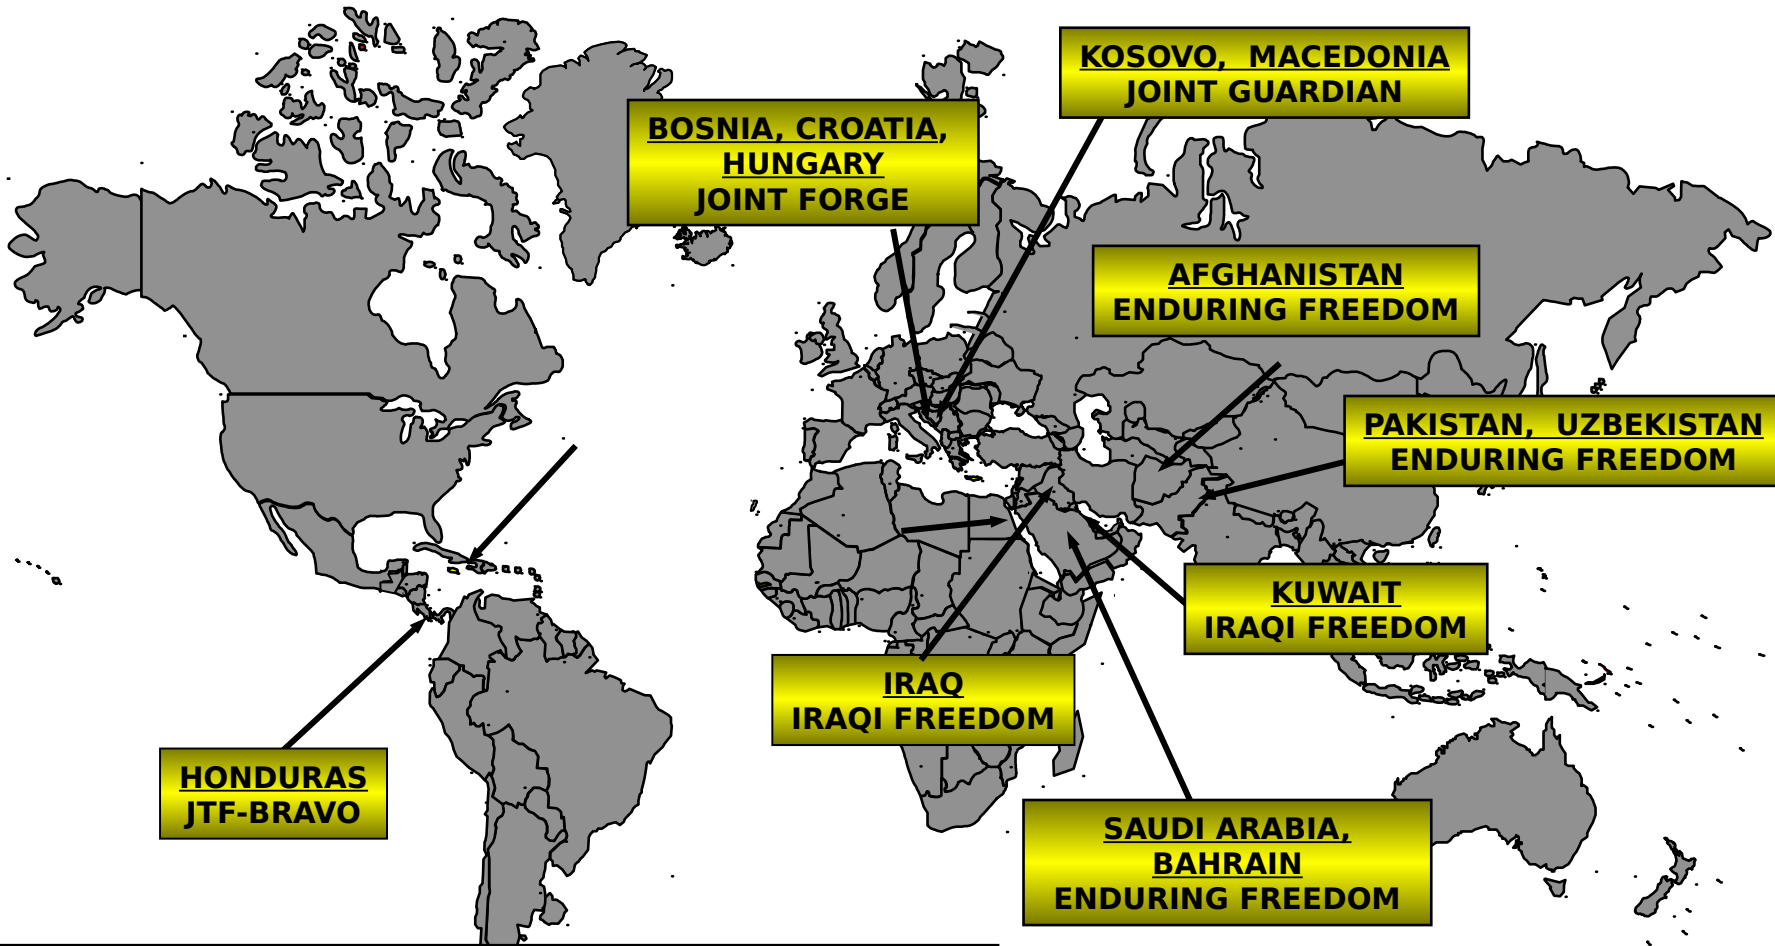 KOSOVO, MACEDONIA
JOINT GUARDIAN
BOSNIA, CROATIA,
HUNGARY
JOINT FORGE
AFGHANISTAN
ENDURING FREEDOM
PAKISTAN, UZBEKISTAN
ENDURING FREEDOM
KUWAIT
IRAQI FREEDOM
IRAQ
IRAQI FREEDOM
HONDURAS
JTF-BRAVO
SAUDI ARABIA,
BAHRAIN
ENDURING FREEDOM